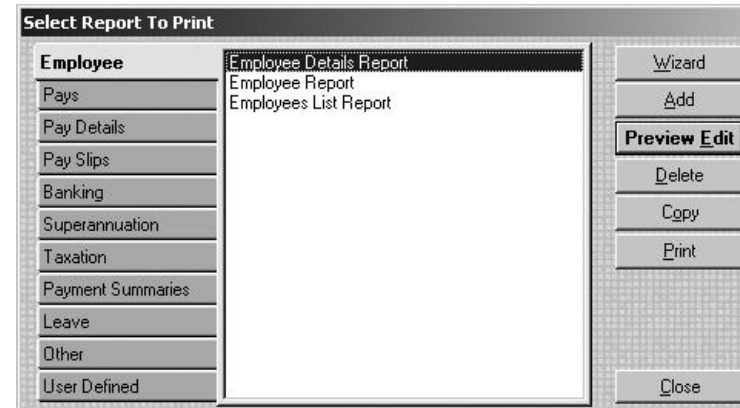 Select Report To Print
Employee
Pays
Pay Details
Pay Slips
Banking
Superannuation
Taxation
Payment Summaries
Leave
Other
User Defined
Employee Details Report
Employee Report
Employees List Report
Wizard
Add
Preview Edit
Delete
Copy
Print
Close